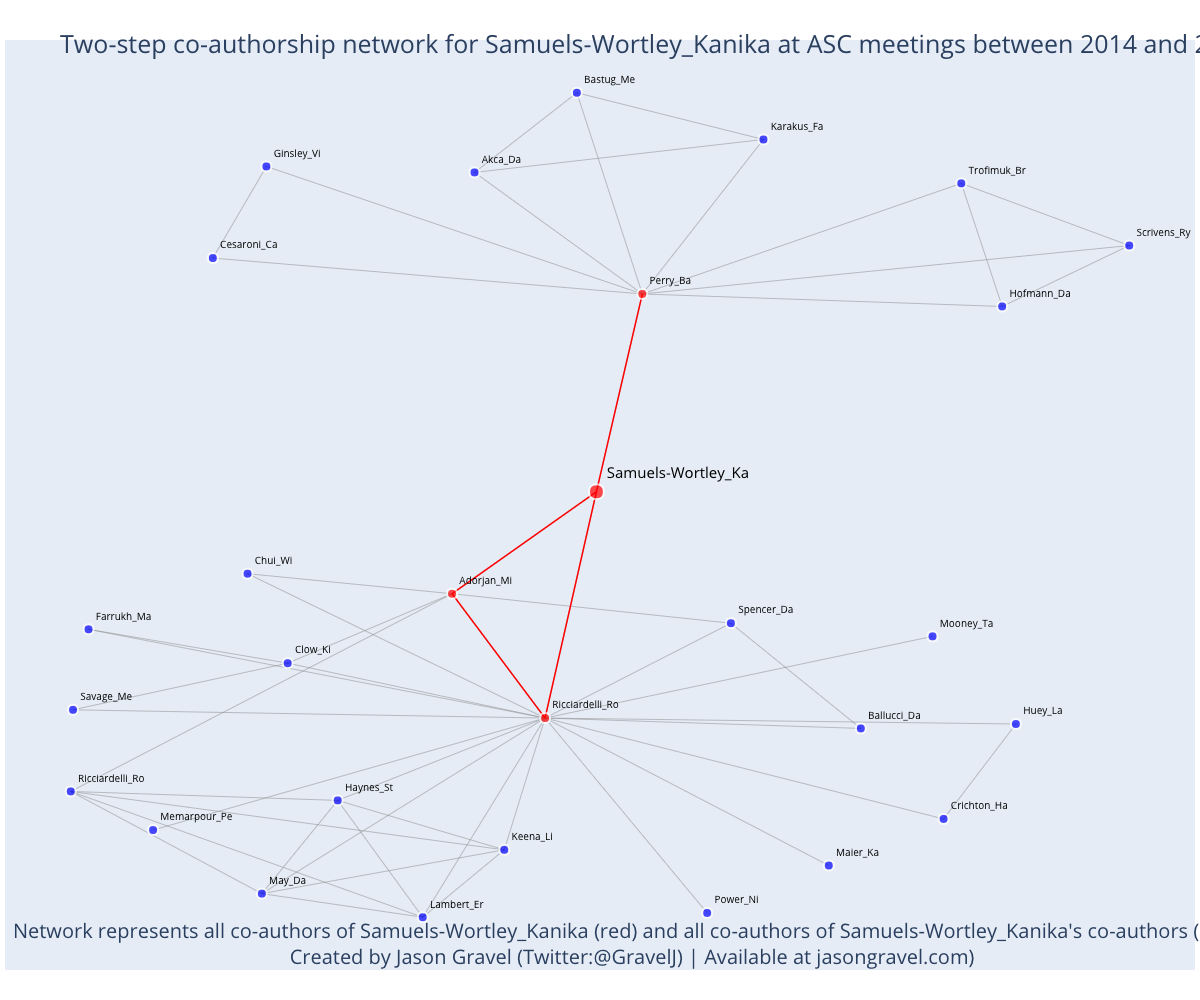 Two-step co-authorship network for Samuels-Wortley_Kanika at ASC meetings between 2014 and
Bastug_Me
Karakus_Fa
Ginsley_Vi
Akca_Da
Trofimuk_Br
Scrivens_Ry
Cesaroni_Ca
Perry_Ba
Hofmann_Da
Samuels-Wortley_Ka
Chui_Wi
Adorjan_Mi
Spencer_Da
Farrukh_Ma
Mooney_Ta
Clow_Ki
Savage_Me
Ricciardelli_Ro
Ballucci_Da
Huey_La
Ricciardelli_Ro
Haynes_St
Crichton_Ha
Memarpour_Pe
Keena_Li
Maier_Ka
May_Da
Lambert_Er
Power_Ni
Network represents all co-authors of Samuels-Wortley_Kanika (red) and all co-authors of Samuels-Wortley_Kanika's co-authors (
Created by Jason Gravel (Twitter:@GravelJ) | Available at jasongravel.com)